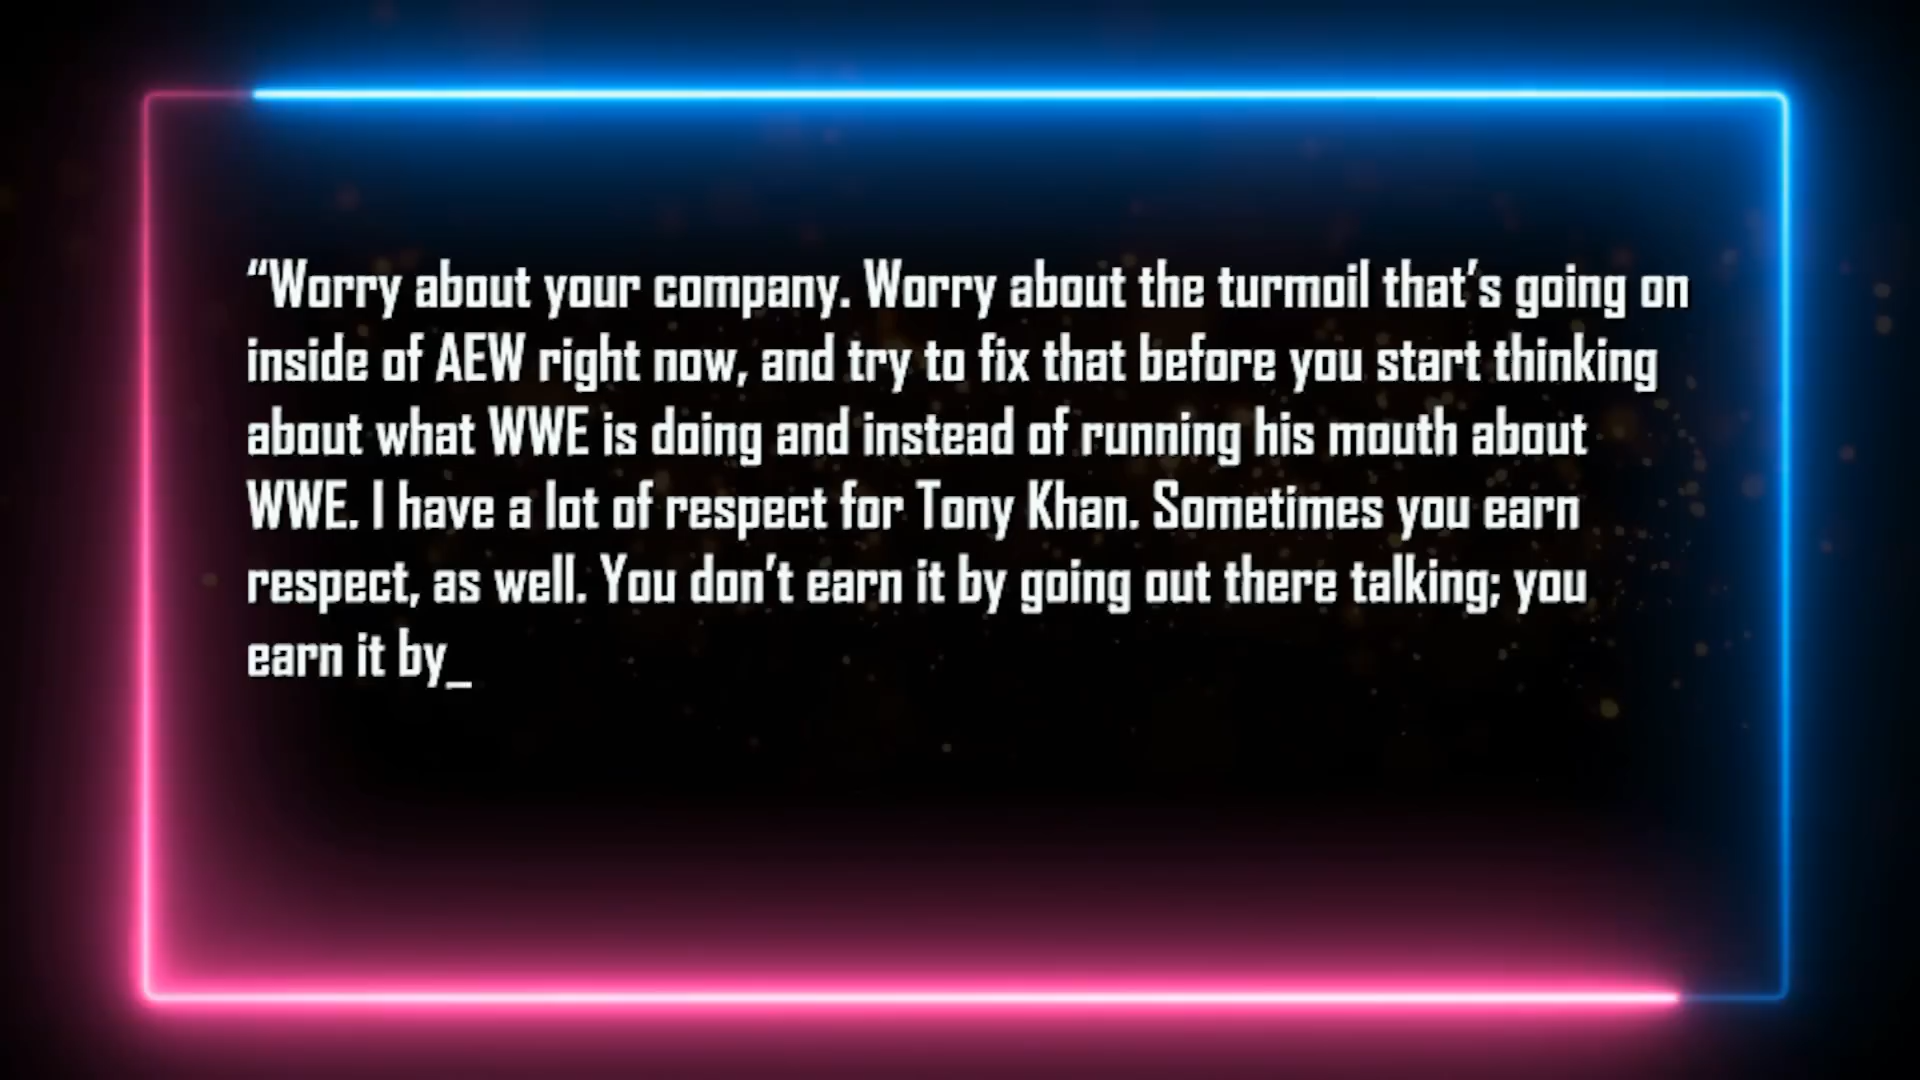 “Worry about your company. Worry about the turmoil that’s going on
inside of AEW right now, and try to fix that before you start thinking
about what WWE is doing and instead of running his mouth about
WWE. I have a lot of respect for Tony Khan. Sometimes you earn
respect, as well. You don’t earn it by going out there talking; you
earn it by_